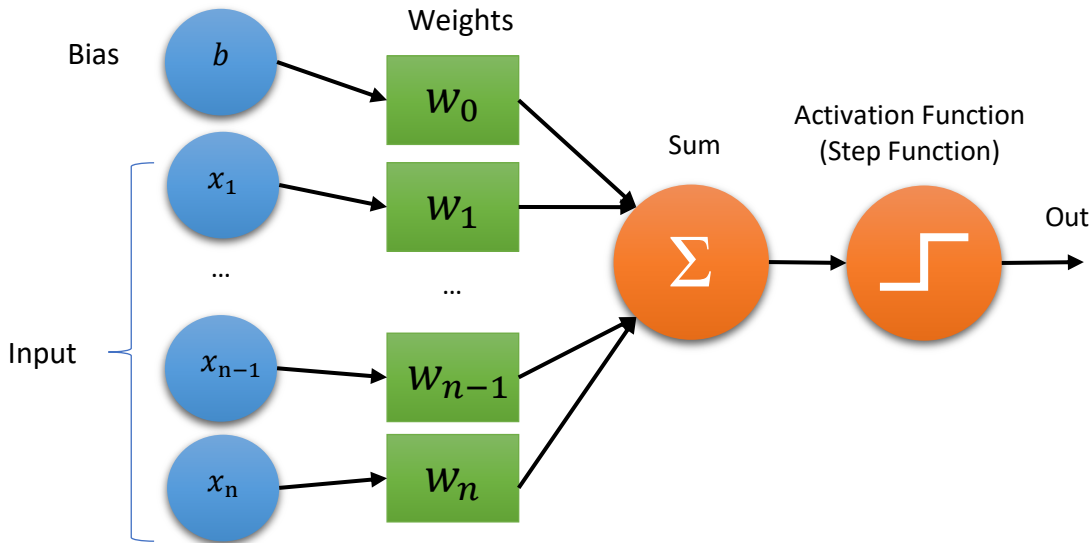 Weights
Bias
b
w₀
Activation Function
(Step Function)
Sum
x₁
w₁
Out
...
...
Σ
Input
xₙ₋₁
wₙ₋₁
xₙ
wₙ